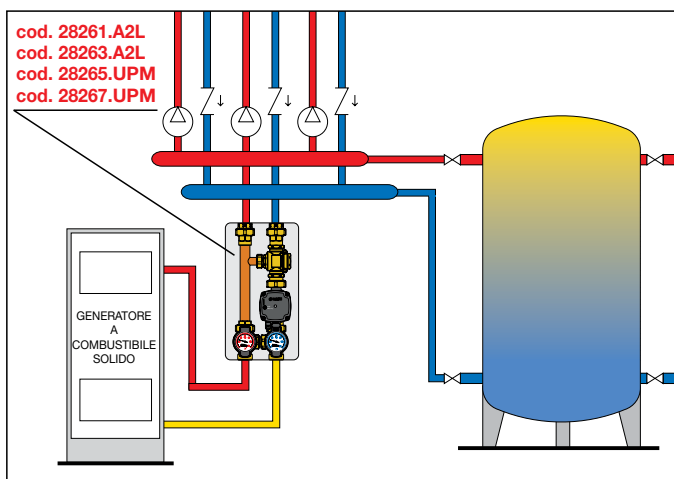 cod. 28261.A2L
cod. 28263.A2L
cod. 28265.UPM
cod. 28267.UPM
GENERATORE
A
COMBUSTIBILE
SOLIDO